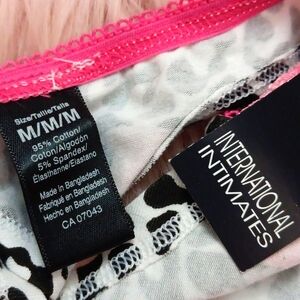 Size/Taille/Talla
M/M/M
95% Cotton/
Coton/Algodón
5% Spandex/
Élasthanne/Elastano
Made in Bangladesh
Fabriqué en Bangladesh
Hecho en Bangladesh
CA 07043
INTERNATIONAL
INTIMATES